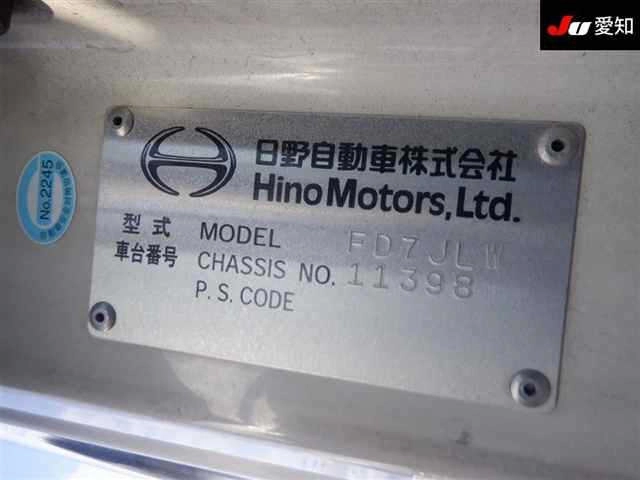 JU 愛知
日野自動車株式会社
Hino Motors, Ltd.
型式 MODEL FD7JLW
車台番号 CHASSIS NO. 11398
P. S. CODE
No.2245